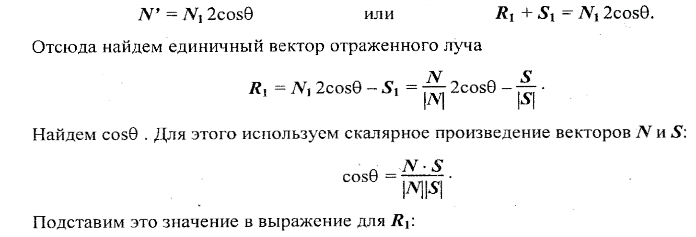 N’ = N₁ 2cosθ или R₁ + S₁ = N₁ 2cosθ.
Отсюда найдем единичный вектор отраженного луча
R₁ = N₁ 2cosθ – S₁ = N/|N| 2cosθ – S/|S| .
Найдем cosθ . Для этого используем скалярное произведение векторов N и S:
cosθ = N · S/|N||S| .
Подставим это значение в выражение для R₁: